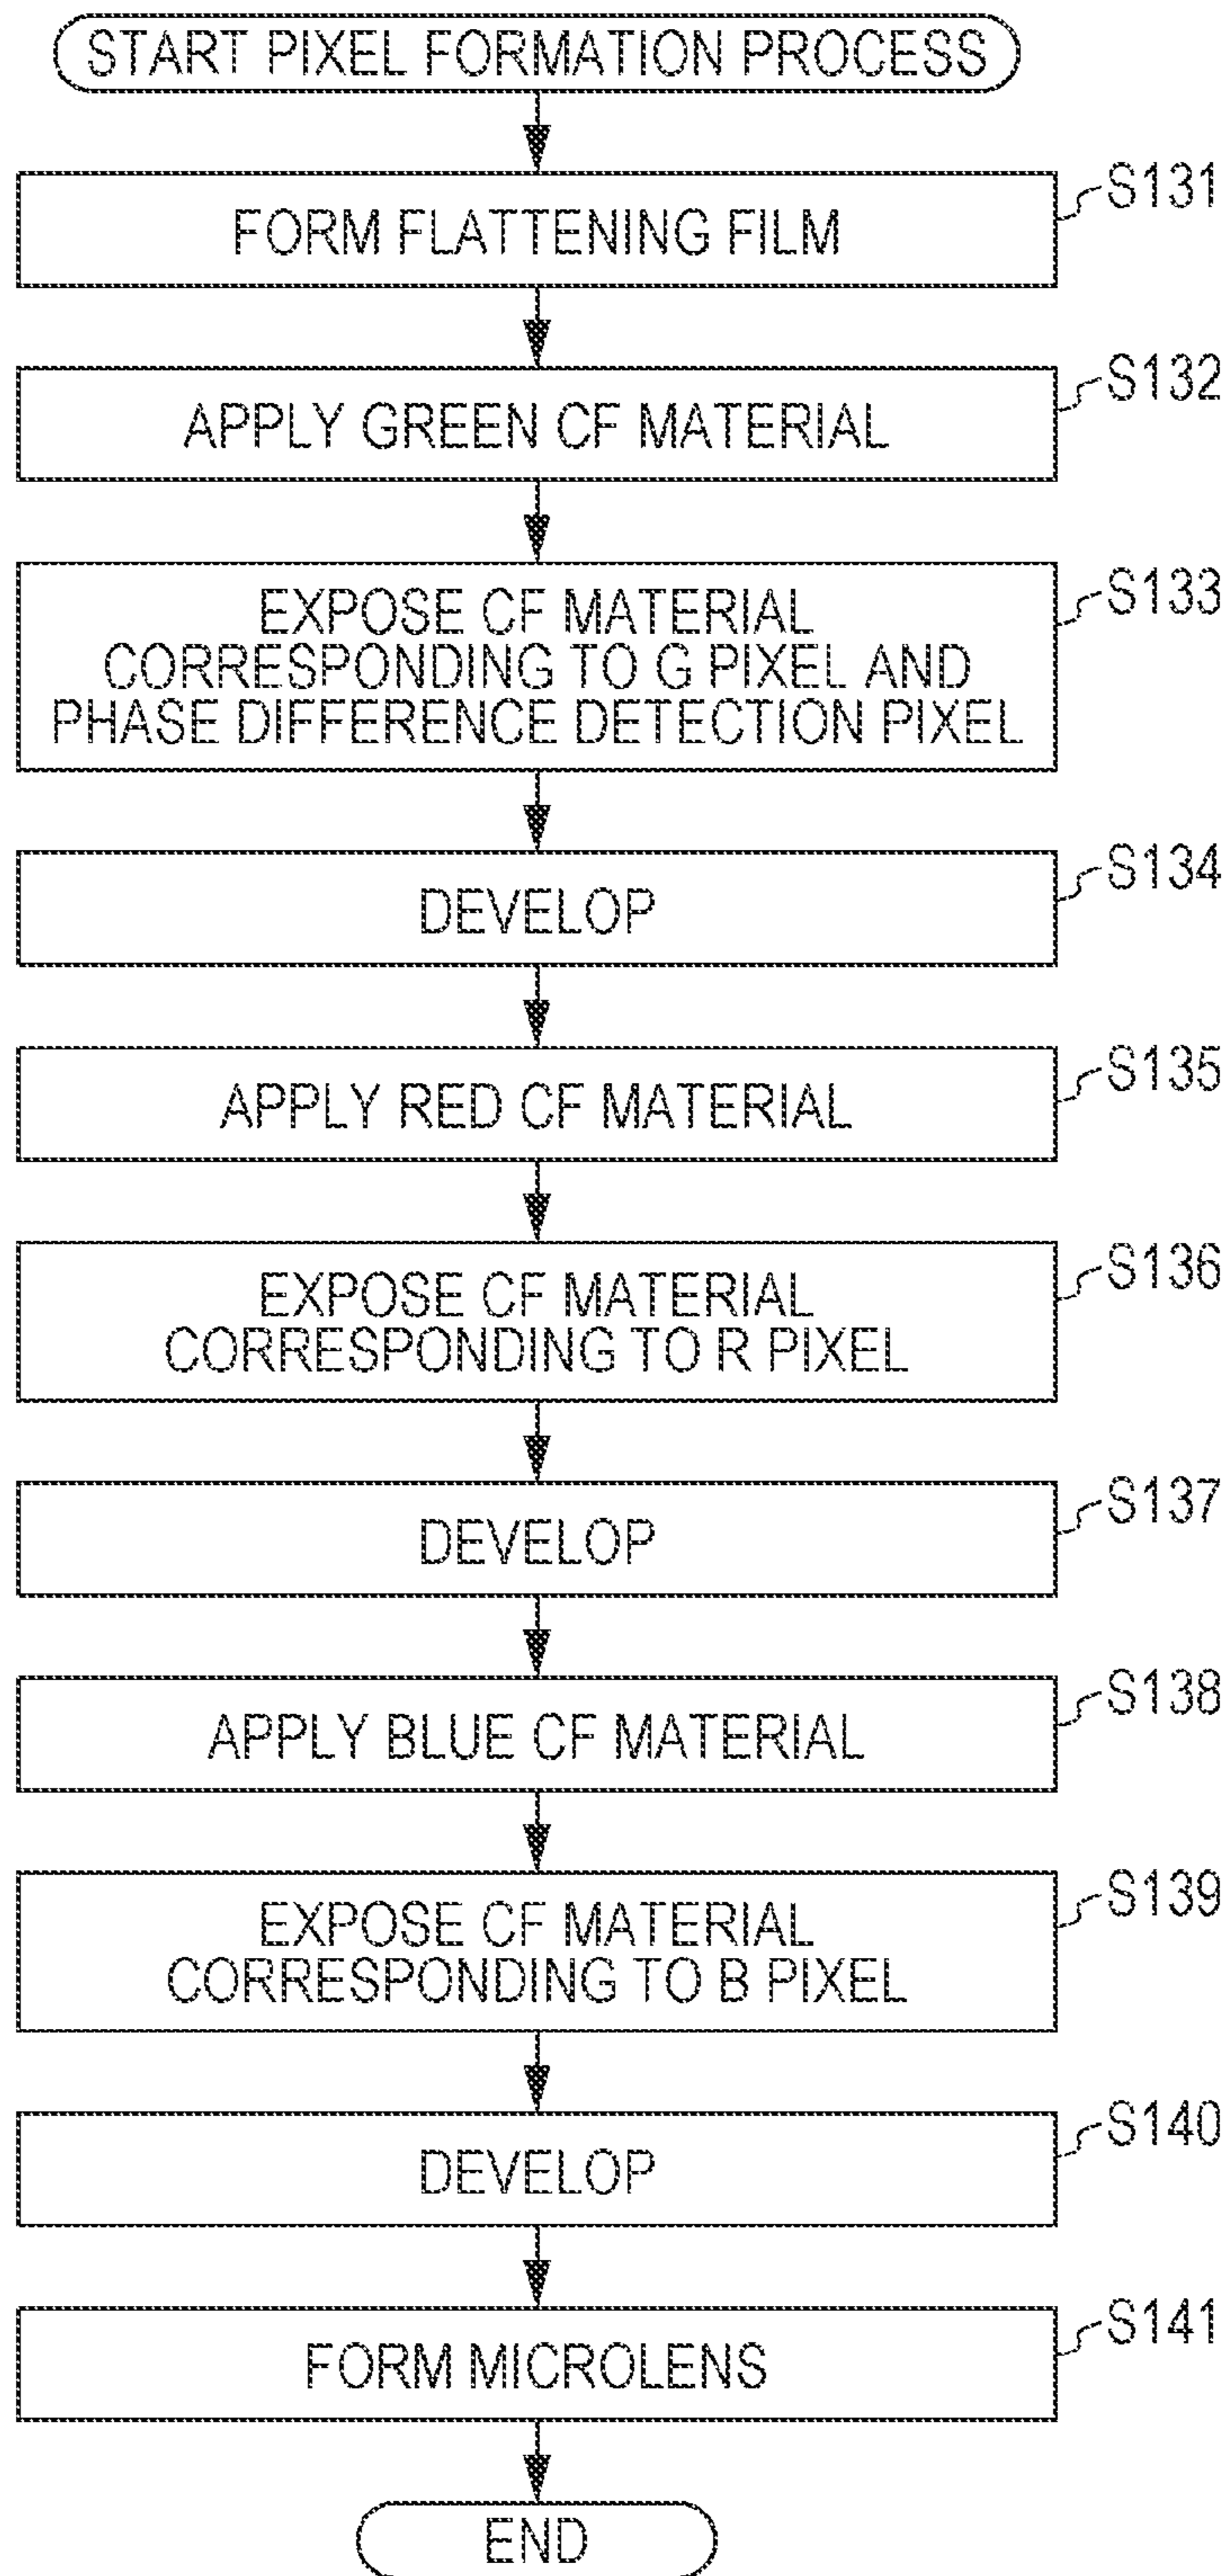 START PIXEL FORMATION PROCESS
S131
FORM FLATTENING FILM
S132
APPLY GREEN CF MATERIAL
S133
EXPOSE CF MATERIAL
CORRESPONDING TO G PIXEL AND
PHASE DIFFERENCE DETECTION PIXEL
S134
DEVELOP
S135
APPLY RED CF MATERIAL
S136
EXPOSE CF MATERIAL
CORRESPONDING TO R PIXEL
S137
DEVELOP
S138
APPLY BLUE CF MATERIAL
S139
EXPOSE CF MATERIAL
CORRESPONDING TO B PIXEL
S140
DEVELOP
S141
FORM MICROLENS
END